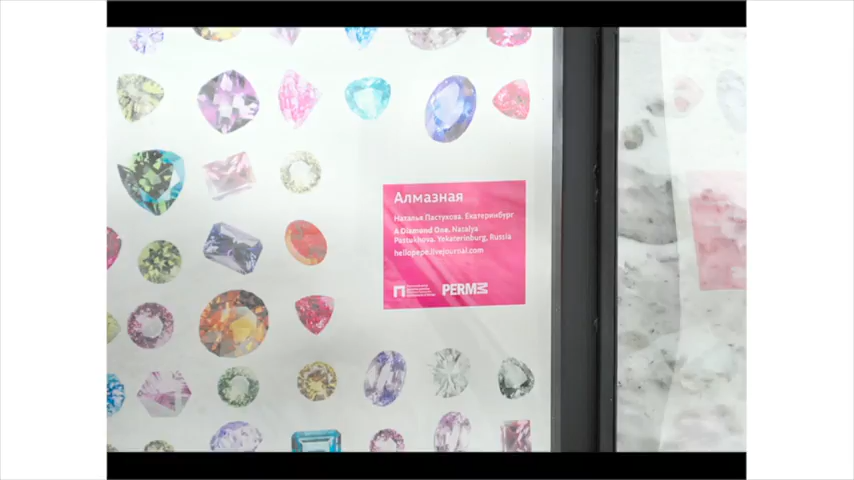 Алмазная
Наталья Пастухова. Екатеринбург
A Diamond One. Natalya
Pastukhova. Yekaterinburg, Russia
hellopepe.livejournal.com
PERM